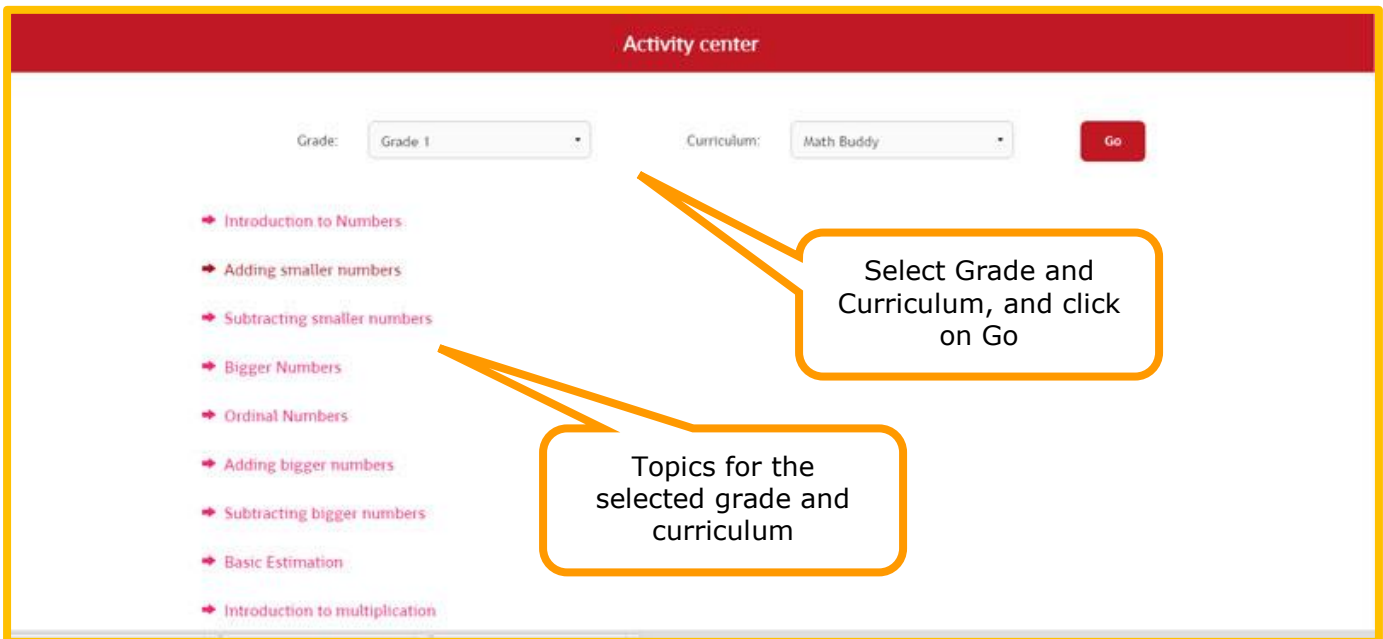 Activity center
Grade: Grade 1 Curriculum: Math Buddy Go
Introduction to Numbers
Adding smaller numbers
Subtracting smaller numbers
Bigger Numbers
Ordinal Numbers
Adding bigger numbers
Subtracting bigger numbers
Basic Estimation
Introduction to multiplication
Select Grade and
Curriculum, and click
on Go
Topics for the
selected grade and
curriculum